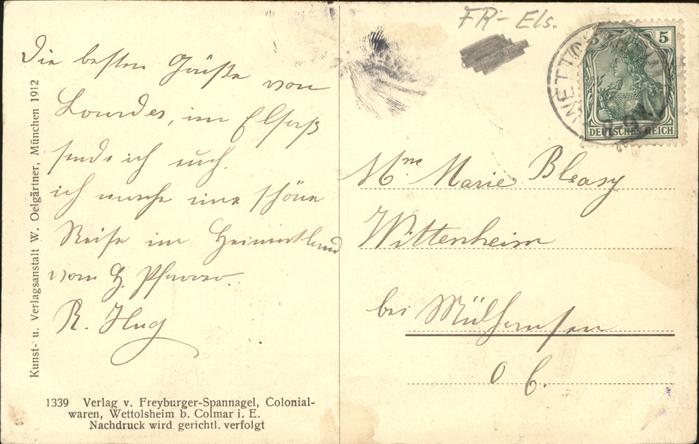 FR-Els.
Die besten Grüße von
Lourdes, im Elsaß
sende ich euch.
ich mache eine schöne
Reise im Heimatland
vom H. Pfarrer.
R. Hug
5
WETTOLSHEIM
DEUTSCHES REICH
Mme Marie Bleasy
Wittenheim
bei Mülhausen
O E.
Kunst- u. Verlagsanstalt W. Oelgärtner, München 1912
1339 Verlag v. Freyburger-Spannagel, Colonial-
waren, Wettolsheim b. Colmar i. E.
Nachdruck wird gerichtl. verfolgt